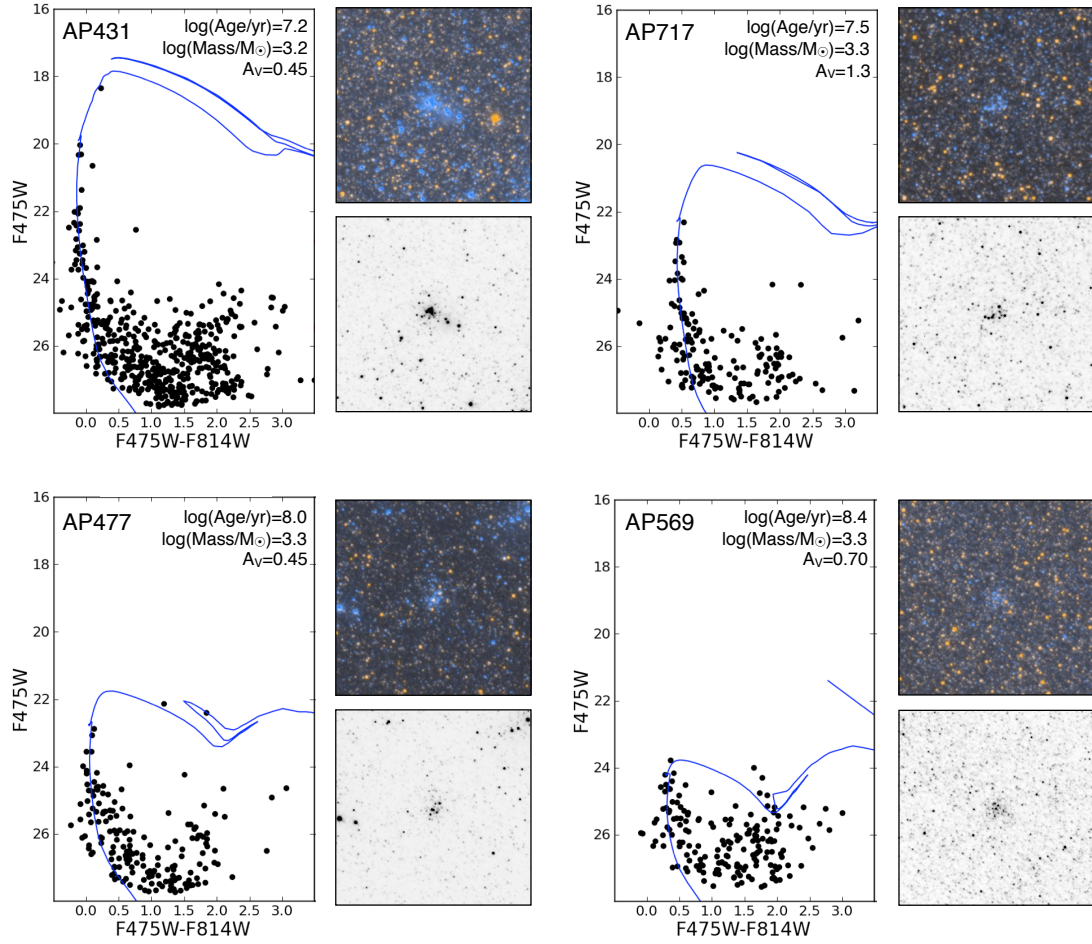 AP431
log(Age/yr)=7.2
log(Mass/M☉)=3.2
Aᵥ=0.45
16
18
20
22
24
26
F475W
0.0 0.5 1.0 1.5 2.0 2.5 3.0
F475W-F814W
AP717
log(Age/yr)=7.5
log(Mass/M☉)=3.3
Aᵥ=1.3
16
18
20
22
24
26
F475W
0.0 0.5 1.0 1.5 2.0 2.5 3.0
F475W-F814W
AP477
log(Age/yr)=8.0
log(Mass/M☉)=3.3
Aᵥ=0.45
16
18
20
22
24
26
F475W
0.0 0.5 1.0 1.5 2.0 2.5 3.0
F475W-F814W
AP569
log(Age/yr)=8.4
log(Mass/M☉)=3.3
Aᵥ=0.70
16
18
20
22
24
26
F475W
0.0 0.5 1.0 1.5 2.0 2.5 3.0
F475W-F814W